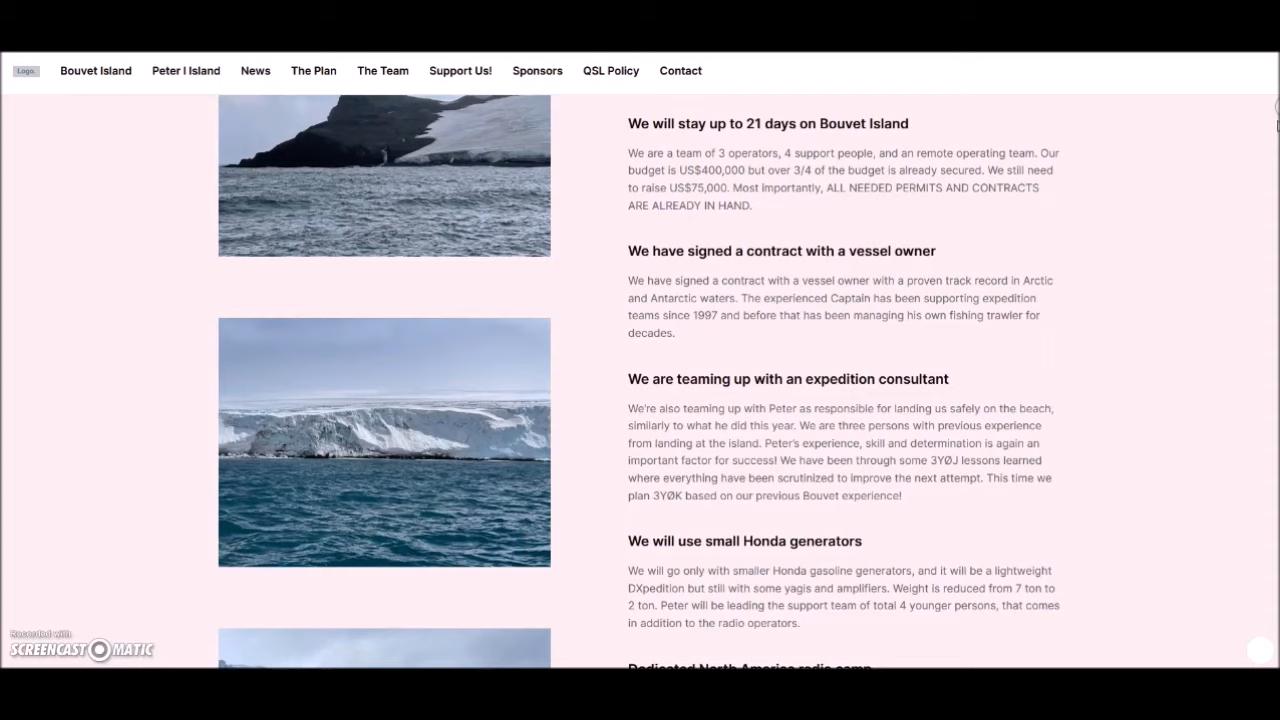 Logo.
Bouvet Island
Peter I Island
News
The Plan
The Team
Support Us!
Sponsors
QSL Policy
Contact
We will stay up to 21 days on Bouvet Island
We are a team of 3 operators, 4 support people, and an remote operating team. Our
budget is US$400,000 but over 3/4 of the budget is already secured. We still need
to raise US$75,000. Most importantly, ALL NEEDED PERMITS AND CONTRACTS
ARE ALREADY IN HAND.
We have signed a contract with a vessel owner
We have signed a contract with a vessel owner with a proven track record in Arctic
and Antarctic waters. The experienced Captain has been supporting expedition
teams since 1997 and before that has been managing his own fishing trawler for
decades.
We are teaming up with an expedition consultant
We're also teaming up with Peter as responsible for landing us safely on the beach,
similarly to what he did this year. We are three persons with previous experience
from landing at the island. Peter's experience, skill and determination is again an
important factor for success! We have been through some 3YØJ lessons learned
where everything have been scrutinized to improve the next attempt. This time we
plan 3YØK based on our previous Bouvet experience!
We will use small Honda generators
We will go only with smaller Honda gasoline generators, and it will be a lightweight
DXpedition but still with some yagis and amplifiers. Weight is reduced from 7 ton to
2 ton. Peter will be leading the support team of total 4 younger persons, that comes
in addition to the radio operators.
Dedicated North America radio camp
Recorded with
SCREENCAST MATIC